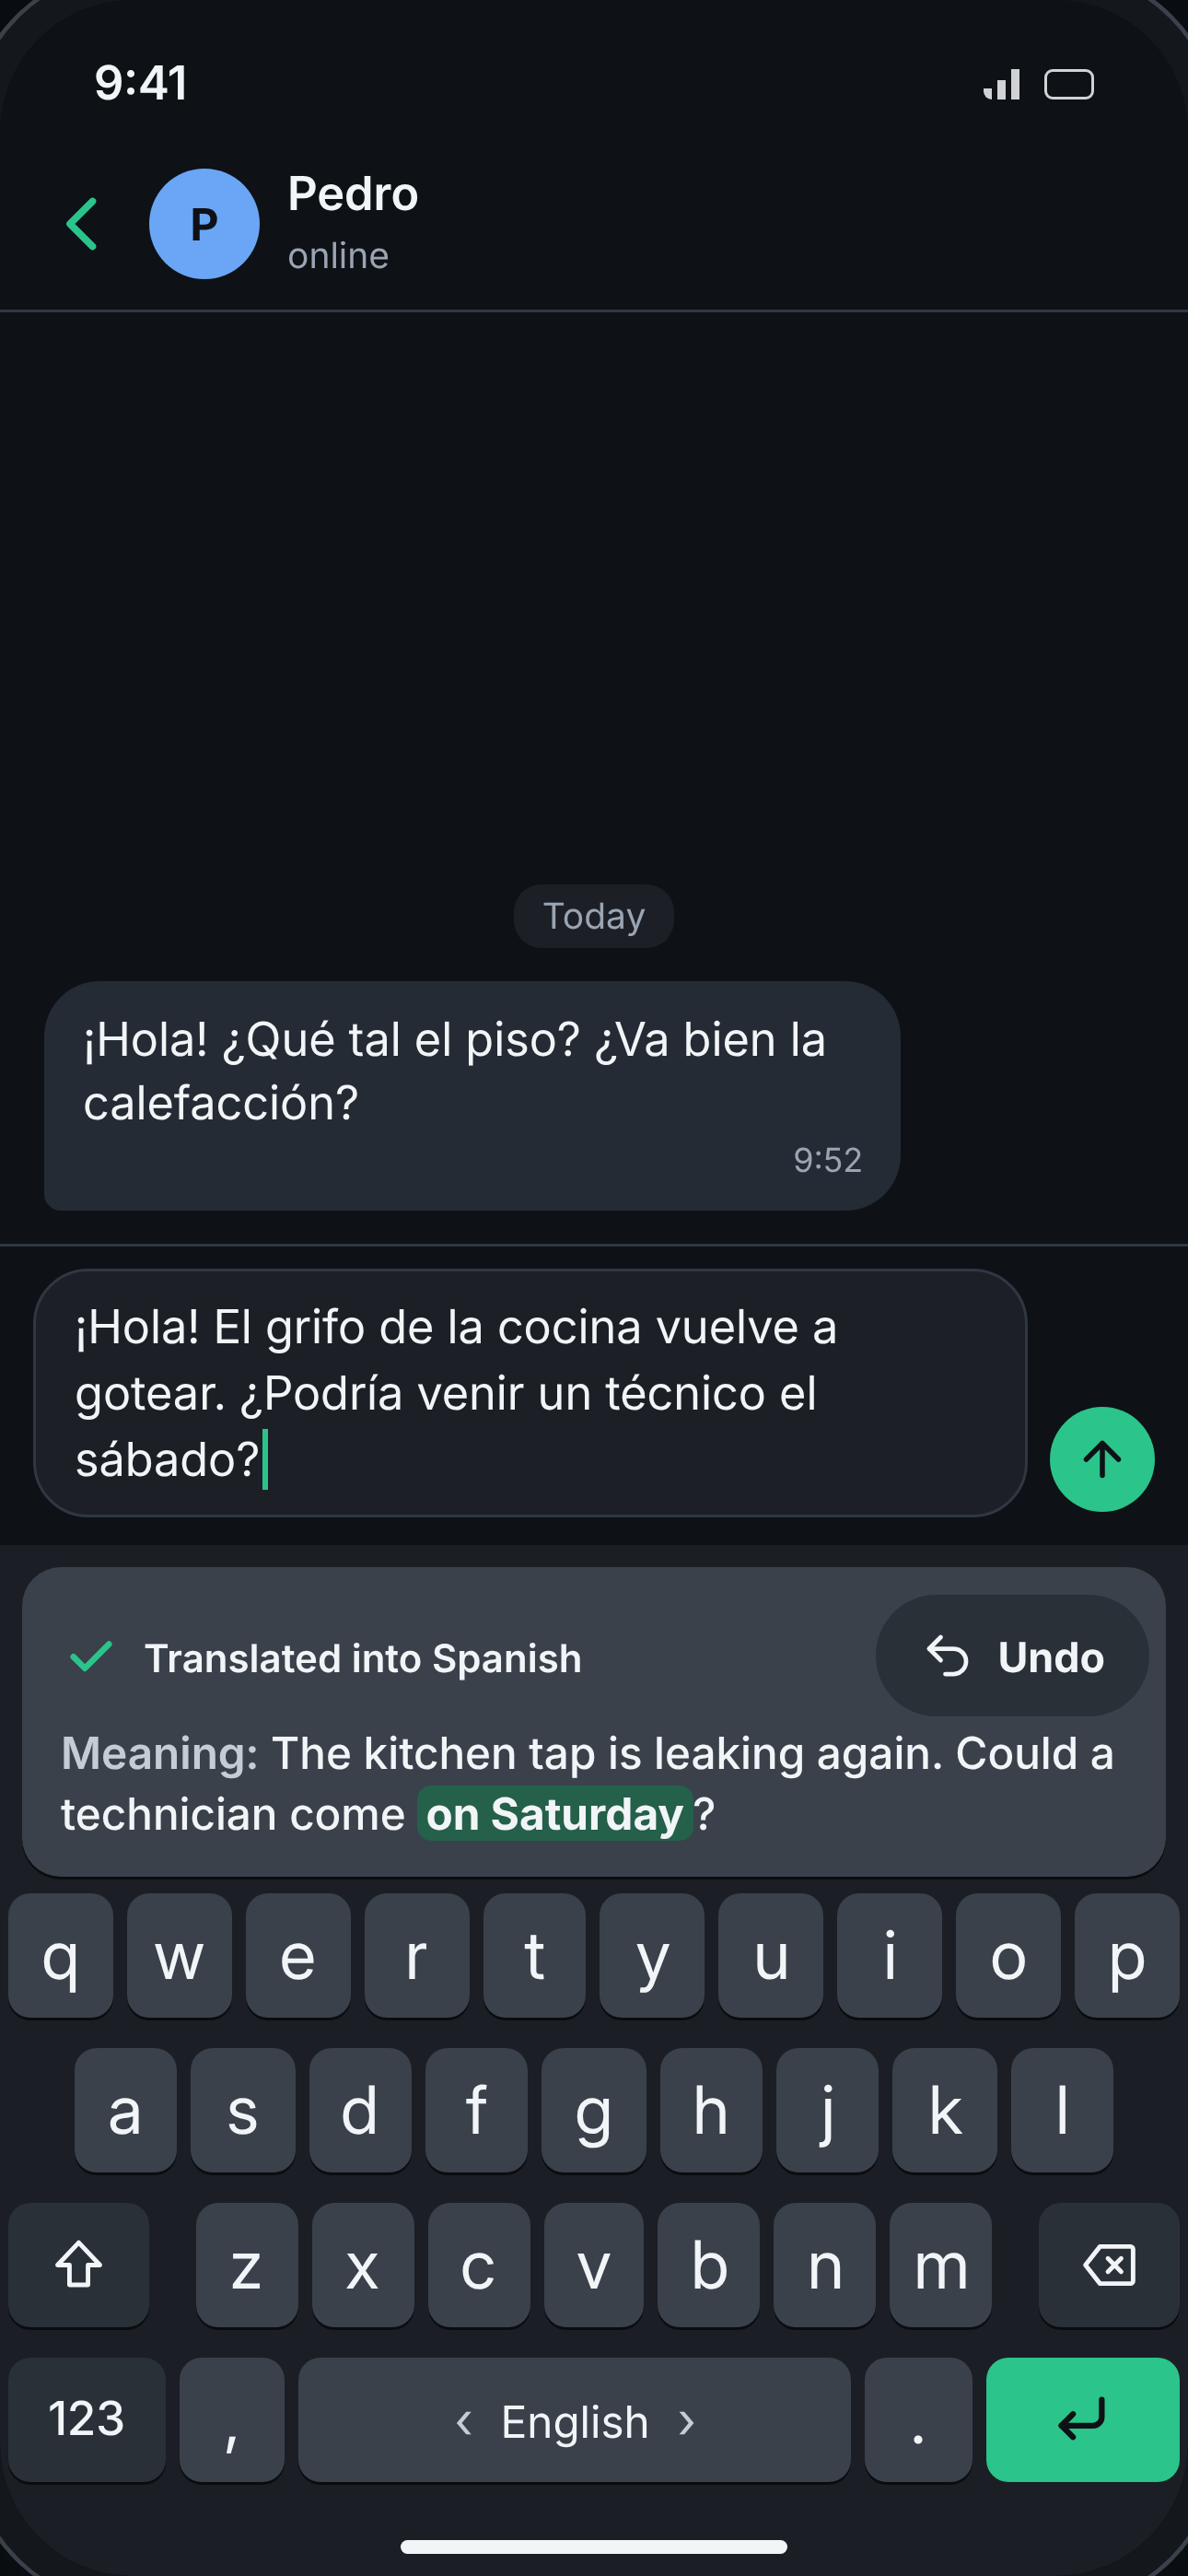 9:41
P
Pedro
online
Today
¡Hola! ¿Qué tal el piso? ¿Va bien la
calefacción?
9:52
¡Hola! El grifo de la cocina vuelve a
gotear. ¿Podría venir un técnico el
sábado?
Translated into Spanish
Undo
Meaning: The kitchen tap is leaking again. Could a
technician come on Saturday?
q w e r t y u i o p
a s d f g h j k l
z x c v b n m
123 , ‹ English › .